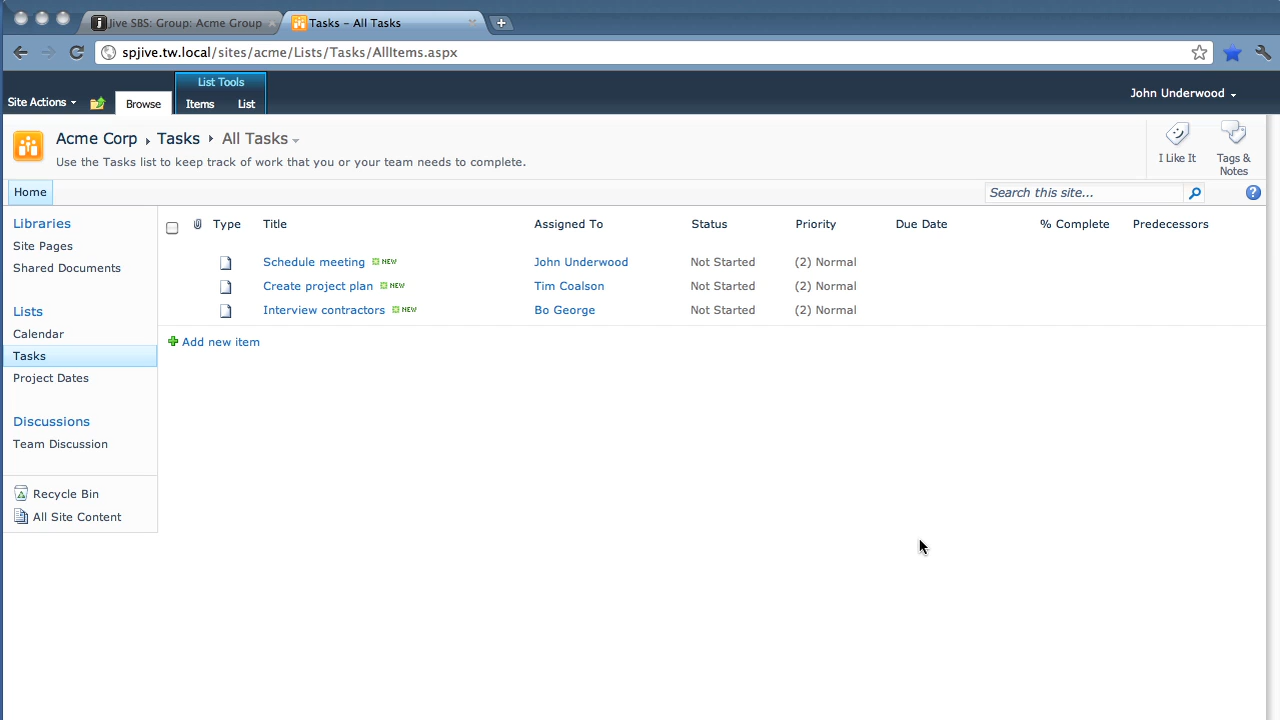 Jive SBS: Group: Acme Group
Tasks - All Tasks
spjive.tw.local/sites/acme/Lists/Tasks/AllItems.aspx
List Tools
Site Actions
Browse
Items
List
John Underwood
Acme Corp
Tasks
All Tasks
Use the Tasks list to keep track of work that you or your team needs to complete.
I Like It
Tags &
Notes
Home
Search this site...
Libraries
Site Pages
Shared Documents
Lists
Calendar
Tasks
Project Dates
Discussions
Team Discussion
Recycle Bin
All Site Content
Type Title Assigned To Status Priority Due Date % Complete Predecessors
Schedule meeting NEW John Underwood Not Started (2) Normal
Create project plan NEW Tim Coalson Not Started (2) Normal
Interview contractors NEW Bo George Not Started (2) Normal
Add new item